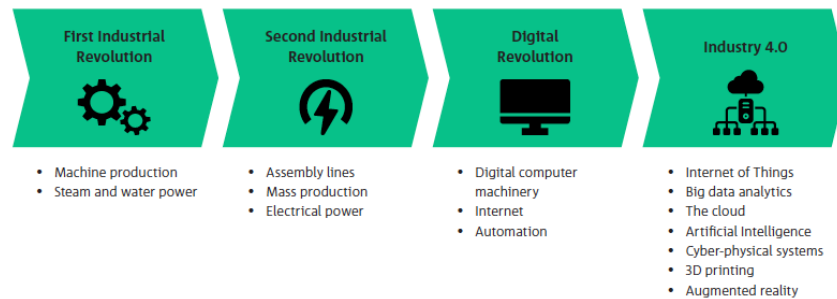 First Industrial
Revolution
• Machine production
• Steam and water power
Second Industrial
Revolution
• Assembly lines
• Mass production
• Electrical power
Digital
Revolution
• Digital computer
machinery
• Internet
• Automation
Industry 4.0
• Internet of Things
• Big data analytics
• The cloud
• Artificial Intelligence
• Cyber-physical systems
• 3D printing
• Augmented reality